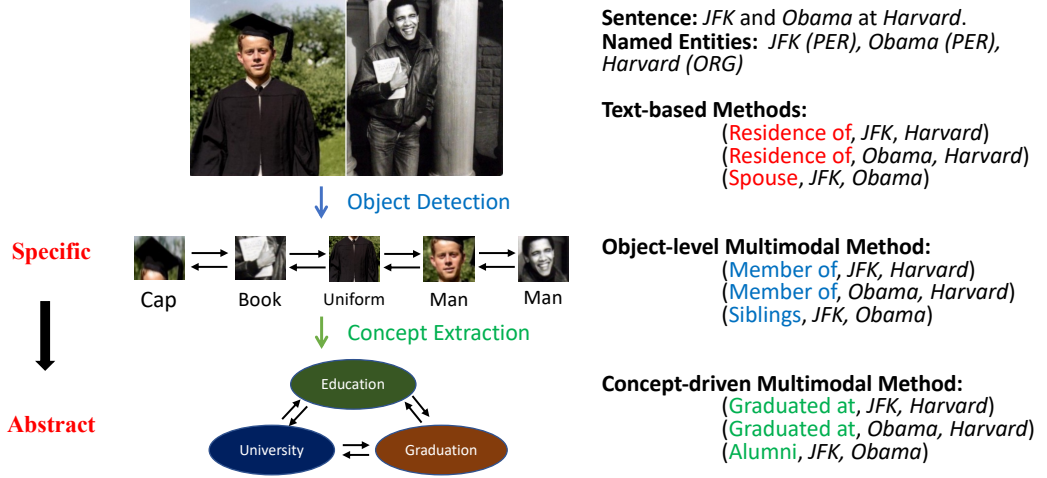 Sentence: JFK and Obama at Harvard.
Named Entities: JFK (PER), Obama (PER),
Harvard (ORG)
Text-based Methods:
(Residence of, JFK, Harvard)
(Residence of, Obama, Harvard)
(Spouse, JFK, Obama)
Object Detection
Specific
Cap
Book
Uniform
Man
Man
Object-level Multimodal Method:
(Member of, JFK, Harvard)
(Member of, Obama, Harvard)
(Siblings, JFK, Obama)
Concept Extraction
Abstract
Education
University
Graduation
Concept-driven Multimodal Method:
(Graduated at, JFK, Harvard)
(Graduated at, Obama, Harvard)
(Alumni, JFK, Obama)